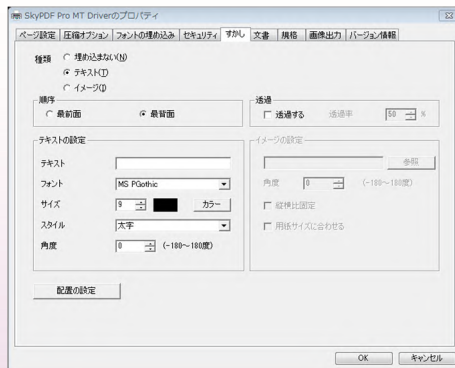 SkyPDF Pro MT Driverのプロパティ
ページ設定 圧縮オプション フォントの埋め込み セキュリティ すかし 文書 規格 画像出力 バージョン情報
種類 埋め込まない(N)
テキスト(T)
イメージ(I)
順序
最前面 最背面
透過
透過する 透過率 50 %
テキストの設定
テキスト
フォント MS PGothic
サイズ 9 カラー
スタイル 太字
角度 0 (-180～180度)
イメージの設定
参照
角度 0 (-180～180度)
縦横比固定
用紙サイズに合わせる
配置の設定
OK キャンセル